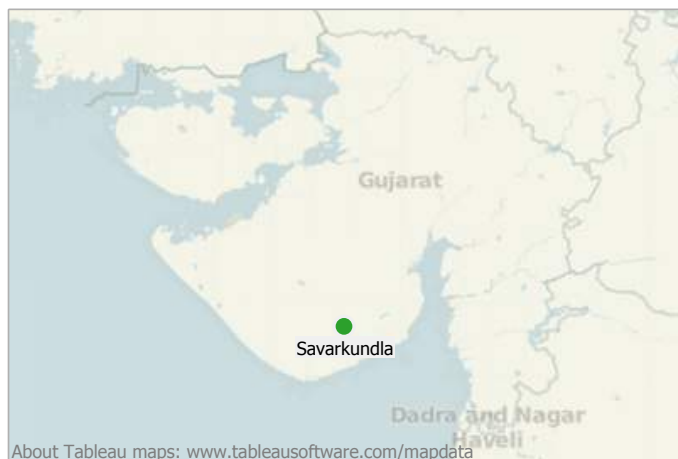 Gujarat
Savarkundla
Dadra and Nagar
Haveli
About Tableau maps: www.tableausoftware.com/mapdata